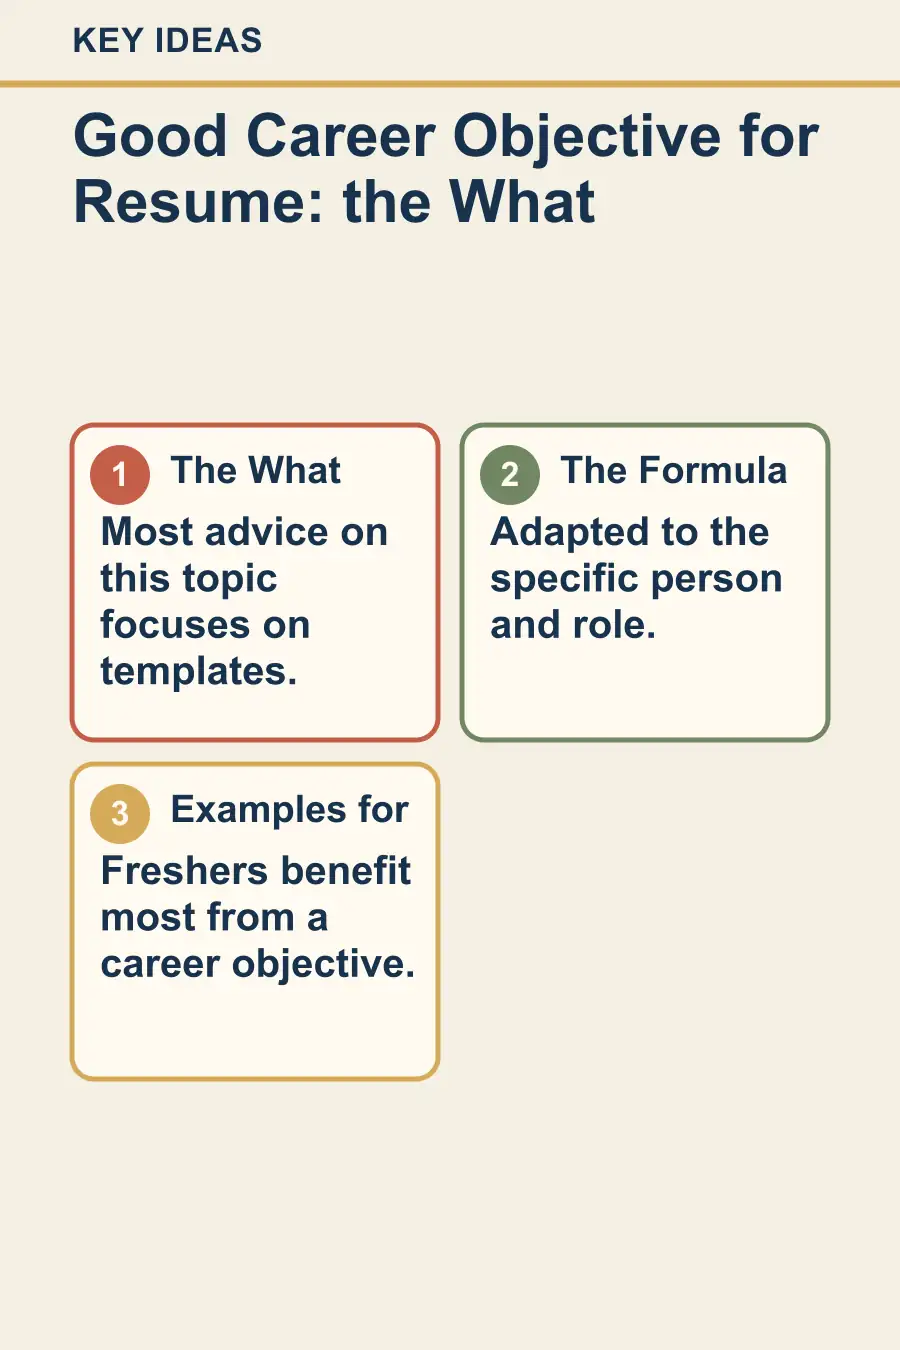 KEY IDEAS
Good Career Objective for
Resume: the What
1
The What
Most advice on
this topic
focuses on
templates.
2
The Formula
Adapted to the
specific person
and role.
3
Examples for
Freshers benefit
most from a
career objective.